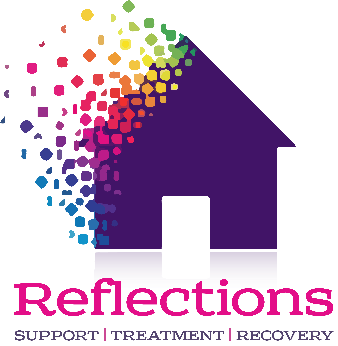 Reflections
SUPPORT | TREATMENT | RECOVERY